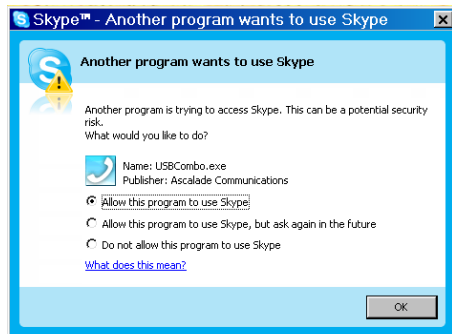 Skype™ - Another program wants to use Skype
Another program wants to use Skype
Another program is trying to access Skype. This can be a potential security
risk.
What would you like to do?
Name: USBCombo.exe
Publisher: Ascalade Communications
Allow this program to use Skype
Allow this program to use Skype, but ask again in the future
Do not allow this program to use Skype
What does this mean?
OK